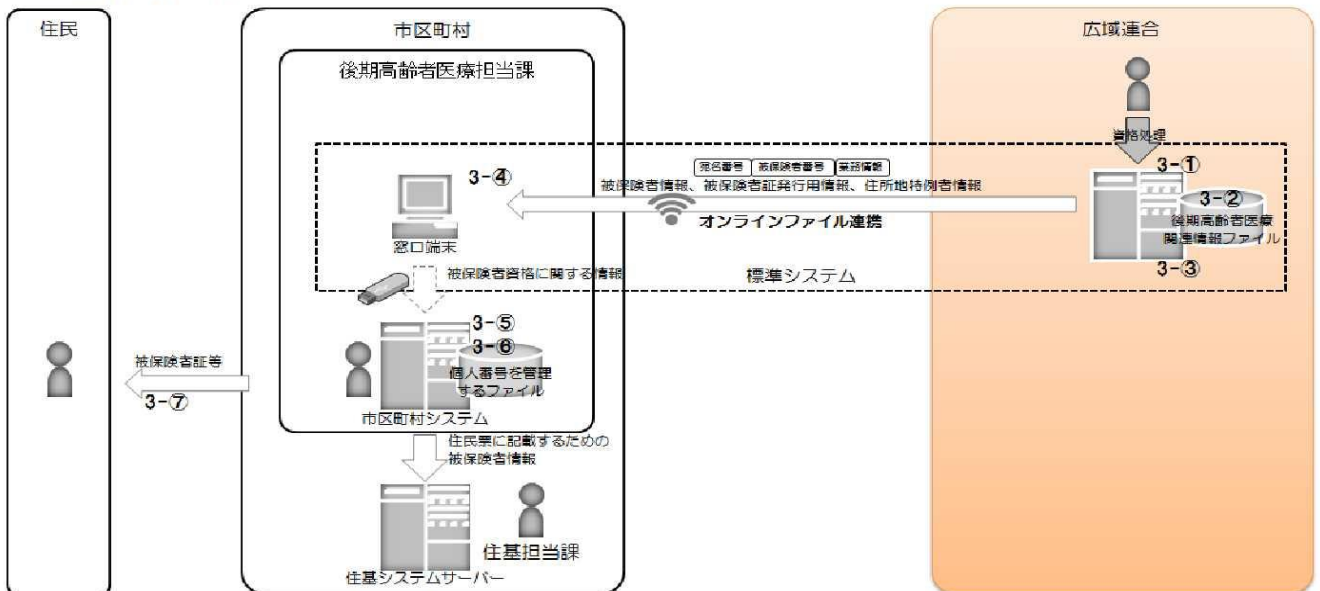 住民
市区町村
広域連合
後期高齢者医療担当課
資格処理
宛名番号 被保険者番号 業務情報
被保険者情報、被保険者証発行用情報、住所地特例者情報
オンラインファイル連携
3-①
3-②
後期高齢者医療
関連情報ファイル
3-③
3-④
窓口端末
標準システム
被保険者資格に関する情報
3-⑤
3-⑥
個人番号を管理
するファイル
市区町村システム
被保険者証等
3-⑦
住民票に記載するための
被保険者情報
住基担当課
住基システムサーバー